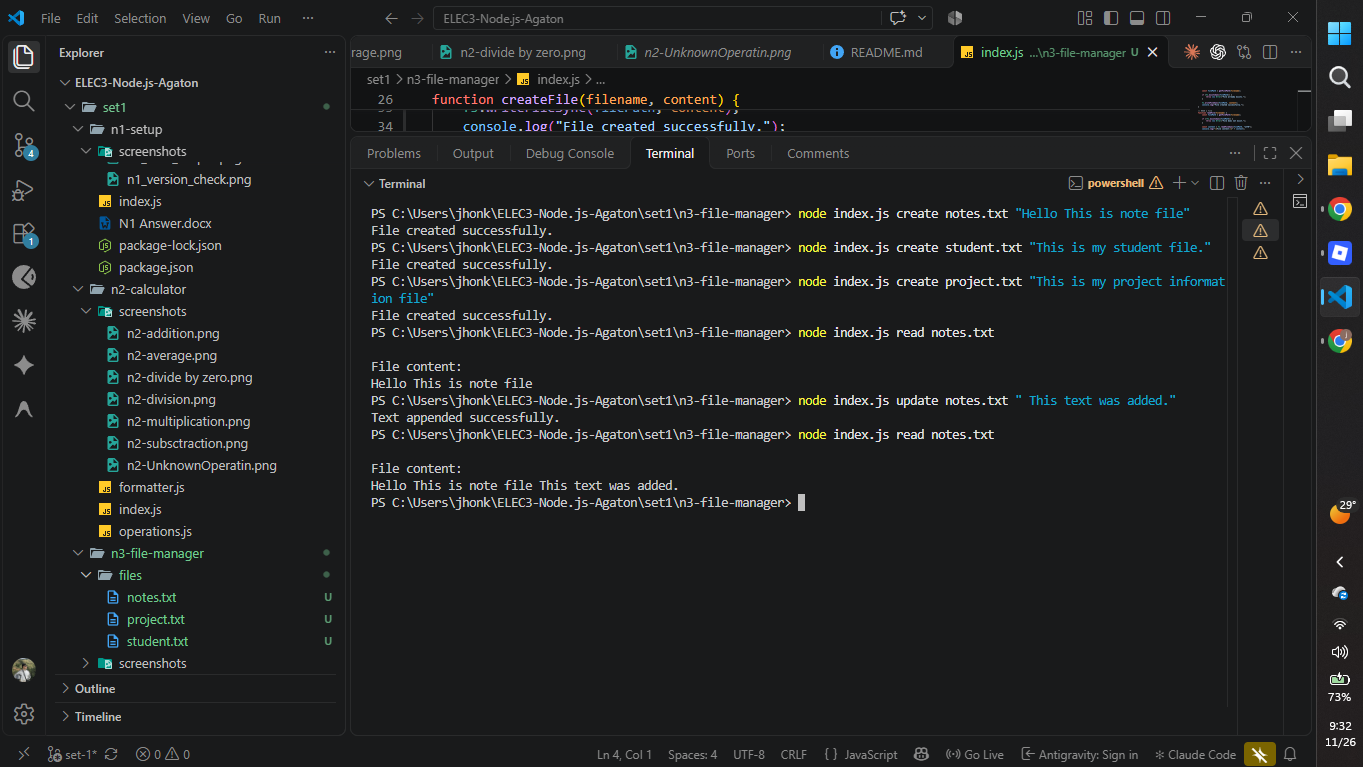 File Edit Selection View Go Run ···
ELEC3-Node.js-Agaton
Explorer ···
ELEC3-Node.js-Agaton
set1
n1-setup
screenshots
n1_version_check.png
index.js
N1 Answer.docx
package-lock.json
package.json
n2-calculator
screenshots
n2-addition.png
n2-average.png
n2-divide by zero.png
n2-division.png
n2-multiplication.png
n2-subsctraction.png
n2-UnknownOperatin.png
formatter.js
index.js
operations.js
n3-file-manager
files
notes.txt U
project.txt U
student.txt U
screenshots
Outline
Timeline
4
1
rage.png n2-divide by zero.png n2-UnknownOperatin.png README.md index.js ...\n3-file-manager U
set1 > n3-file-manager > index.js > ...
26 function createFile(filename, content) {
34 console.log("File created successfully.");
Problems Output Debug Console Terminal Ports Comments
Terminal
powershell
PS C:\Users\jhonk\ELEC3-Node.js-Agaton\set1\n3-file-manager> node index.js create notes.txt "Hello This is note file"
File created successfully.
PS C:\Users\jhonk\ELEC3-Node.js-Agaton\set1\n3-file-manager> node index.js create student.txt "This is my student file."
File created successfully.
PS C:\Users\jhonk\ELEC3-Node.js-Agaton\set1\n3-file-manager> node index.js create project.txt "This is my project informat
ion file"
File created successfully.
PS C:\Users\jhonk\ELEC3-Node.js-Agaton\set1\n3-file-manager> node index.js read notes.txt
File content:
Hello This is note file
PS C:\Users\jhonk\ELEC3-Node.js-Agaton\set1\n3-file-manager> node index.js update notes.txt " This text was added."
Text appended successfully.
PS C:\Users\jhonk\ELEC3-Node.js-Agaton\set1\n3-file-manager> node index.js read notes.txt
File content:
Hello This is note file This text was added.
PS C:\Users\jhonk\ELEC3-Node.js-Agaton\set1\n3-file-manager>
set-1* 0 0 Ln 4, Col 1 Spaces: 4 UTF-8 CRLF {} JavaScript Go Live Antigravity: Sign in Claude Code
29°
73%
9:32
11/26